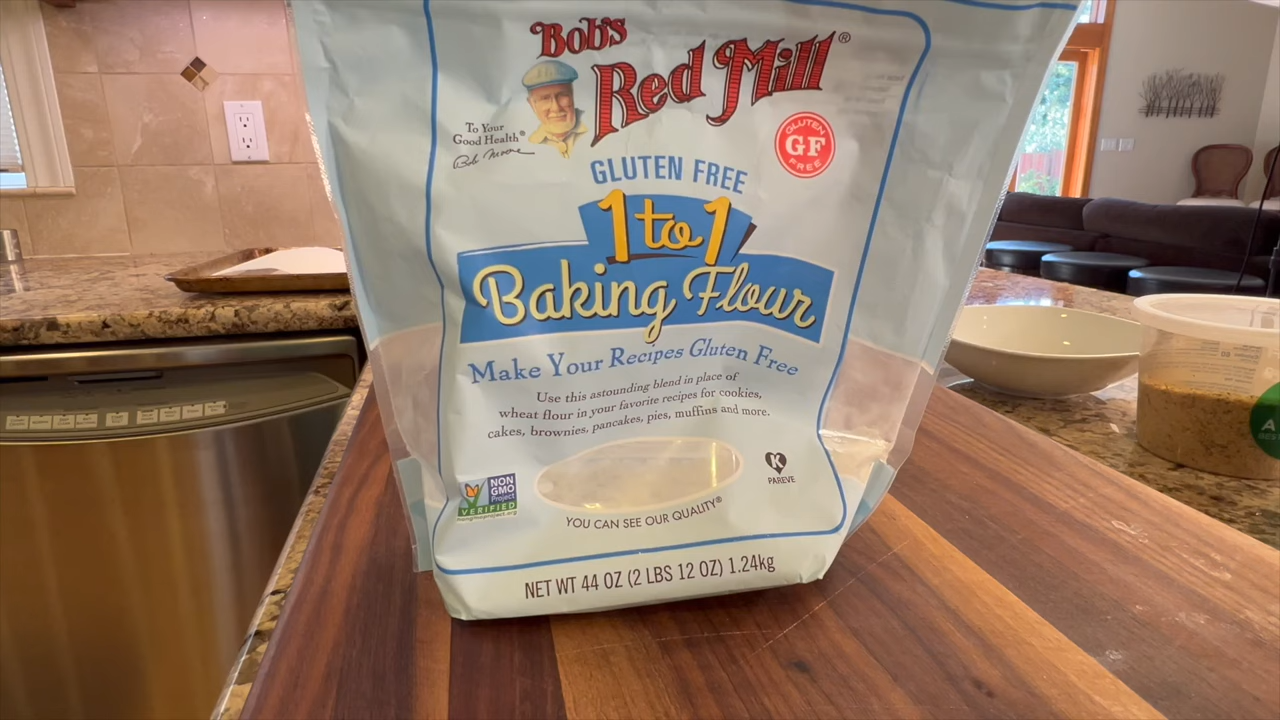 Bob's
Red Mill®
To Your
Good Health®
Bob Moore
GLUTEN
GF
FREE
GLUTEN FREE
1 to 1
Baking Flour
Make Your Recipes Gluten Free
Use this astounding blend in place of
wheat flour in your favorite recipes for cookies,
cakes, brownies, pancakes, pies, muffins and more.
NON
GMO
Project
VERIFIED
nongmoproject.org
K
PAREVE
YOU CAN SEE OUR QUALITY®
NET WT 44 OZ (2 LBS 12 OZ) 1.24kg